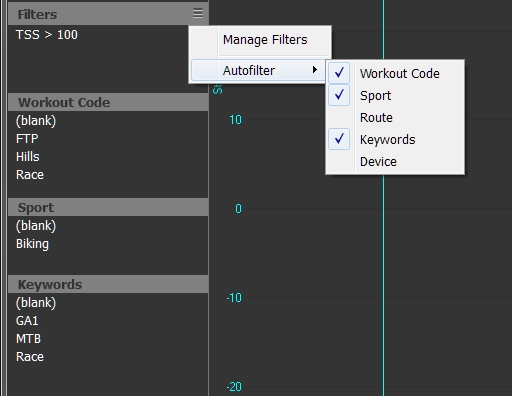 Filters
TSS > 100
Manage Filters
Autofilter
Workout Code
Sport
Route
Keywords
Device
Workout Code
(blank)
FTP
Hills
Race
Sport
(blank)
Biking
Keywords
(blank)
GA1
MTB
Race
10
0
-10
-20